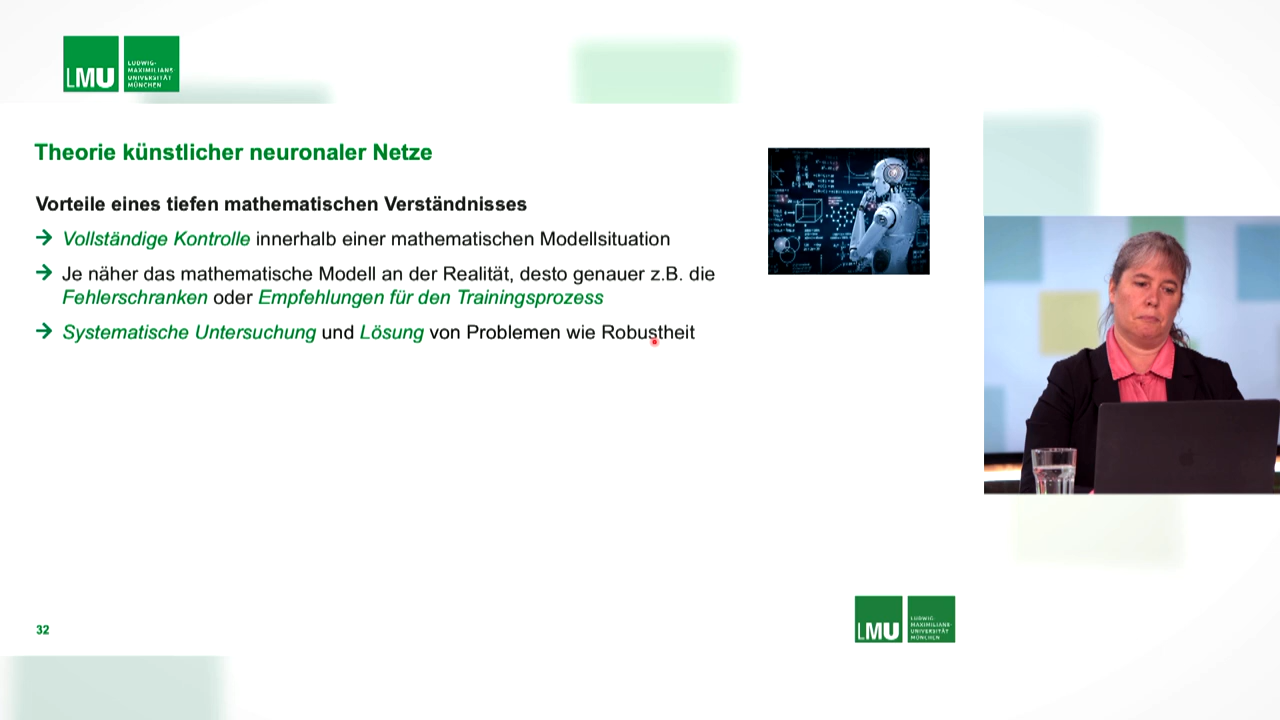 LMU
LUDWIG-
MAXIMILIANS-
UNIVERSITÄT
MÜNCHEN
Theorie künstlicher neuronaler Netze
Vorteile eines tiefen mathematischen Verständnisses
→ Vollständige Kontrolle innerhalb einer mathematischen Modellsituation
→ Je näher das mathematische Modell an der Realität, desto genauer z.B. die
Fehlerschranken oder Empfehlungen für den Trainingsprozess
→ Systematische Untersuchung und Lösung von Problemen wie Robustheit
32
LMU
LUDWIG-
MAXIMILIANS-
UNIVERSITÄT
MÜNCHEN